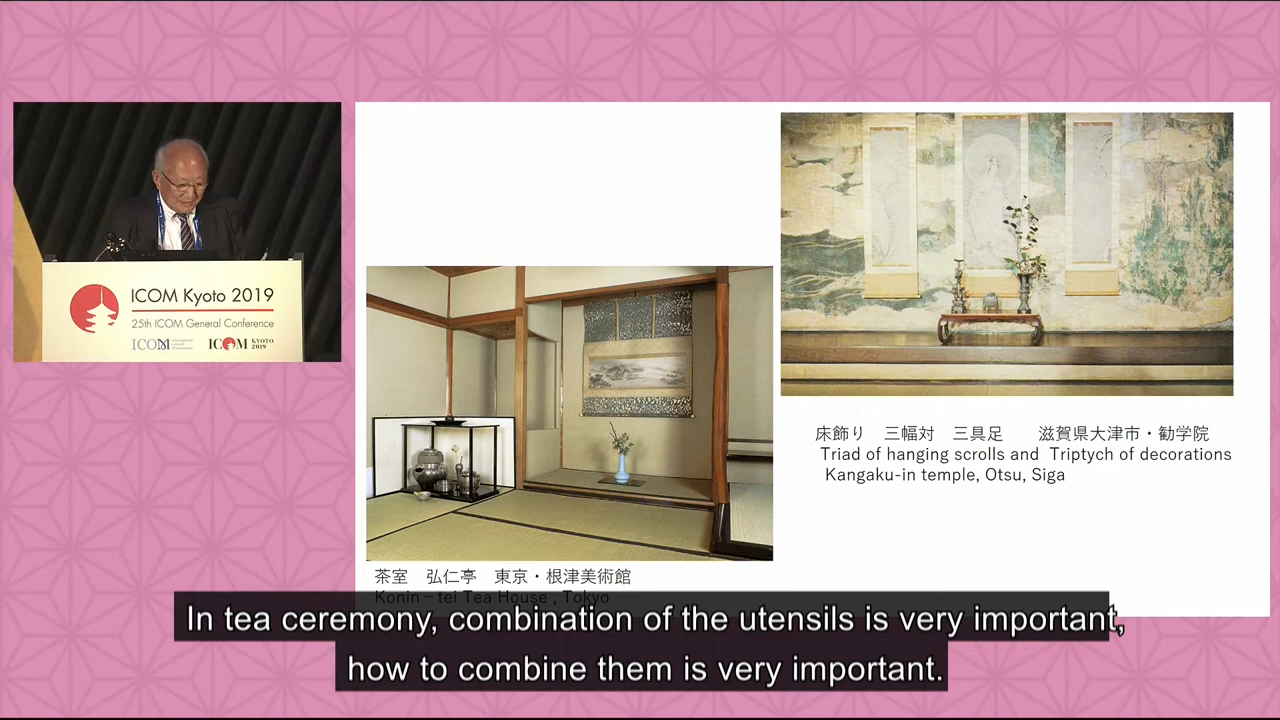 ICOM Kyoto 2019
25th ICOM General Conference
ICOM international council of museums
ICOM KYOTO 2019
床飾り 三幅対 三具足 滋賀県大津市・勧学院
Triad of hanging scrolls and Triptych of decorations
Kangaku-in temple, Otsu, Siga
茶室 弘仁亭 東京・根津美術館
Konin－tei Tea House , Tokyo
In tea ceremony, combination of the utensils is very important,
how to combine them is very important.